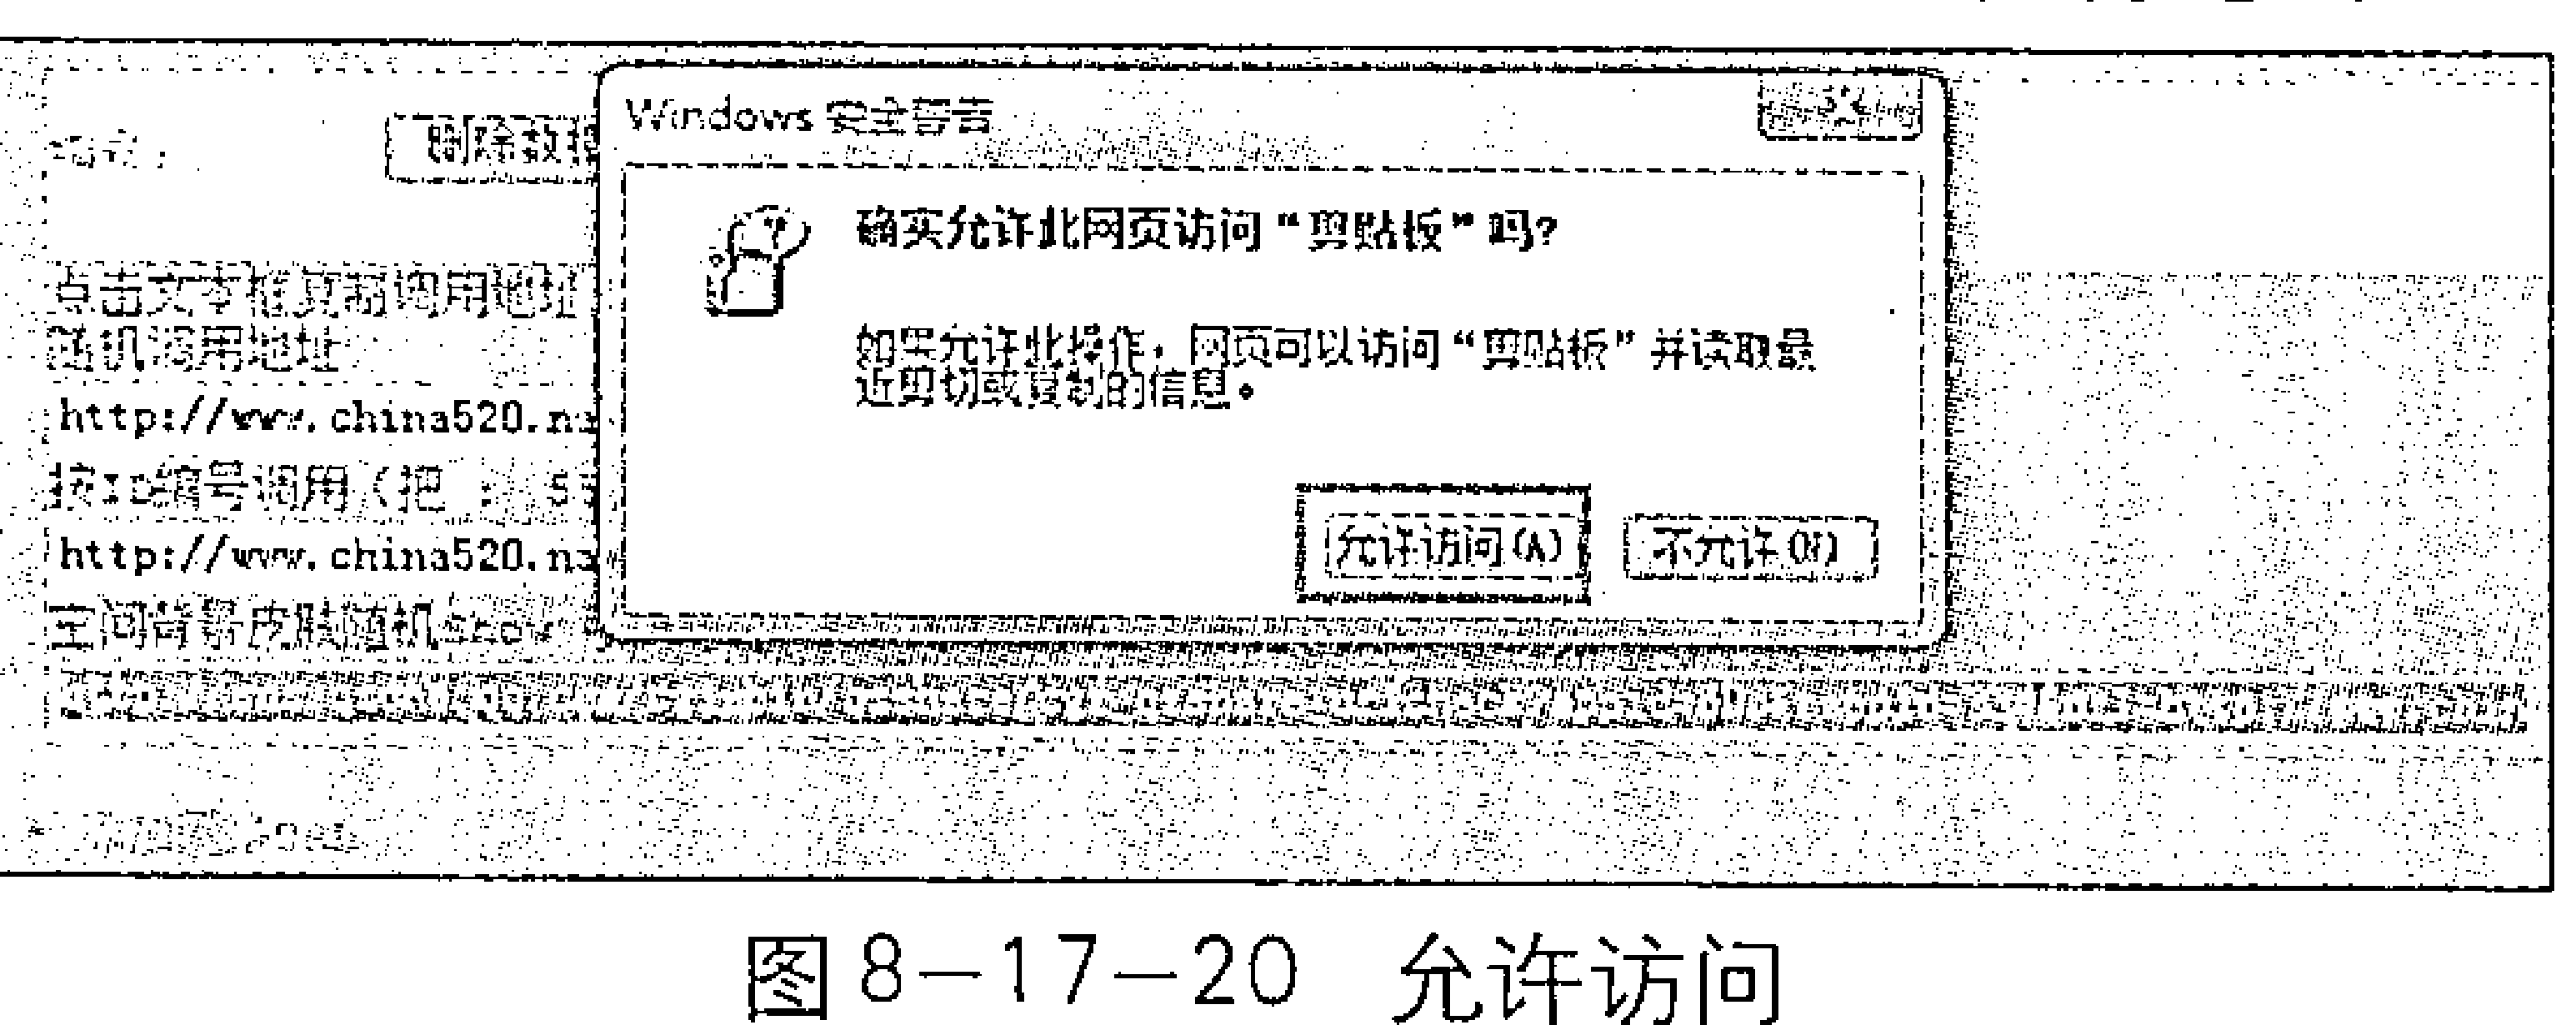 Windows 安全警告
删除数据
确实允许此网页访问“剪贴板”吗?
点击文字框复制调用地址
随机调用地址
如果允许此操作，网页可以访问“剪贴板”并读取最
近剪切或复制的信息。
http://www.china520.na
按ID编号调用(把
允许访问(A) 不允许(N)
http://www.china520.na
空间背景皮肤随机
图8-17-20 允许访问